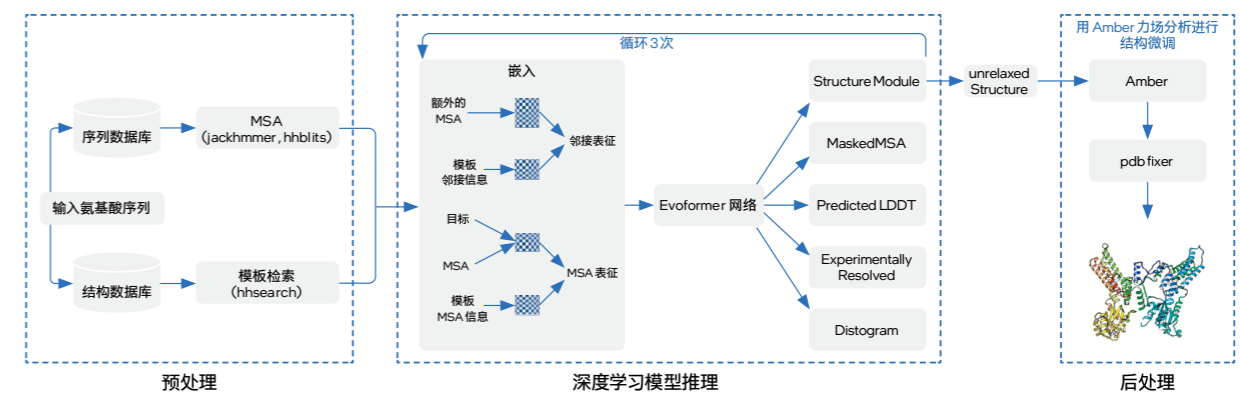 序列数据库
MSA
（jackhmmer, hhblits）
输入氨基酸序列
结构数据库
模板检索
（hhsearch）
预处理
循环 3 次
嵌入
额外的
MSA
邻接表征
模板
邻接信息
目标
MSA
MSA 表征
模板
MSA 信息
Evoformer 网络
Structure Module
MaskedMSA
Predicted LDDT
Experimentally
Resolved
Distogram
深度学习模型推理
unrelaxed
Structure
用 Amber 力场分析进行
结构微调
Amber
pdb fixer
后处理